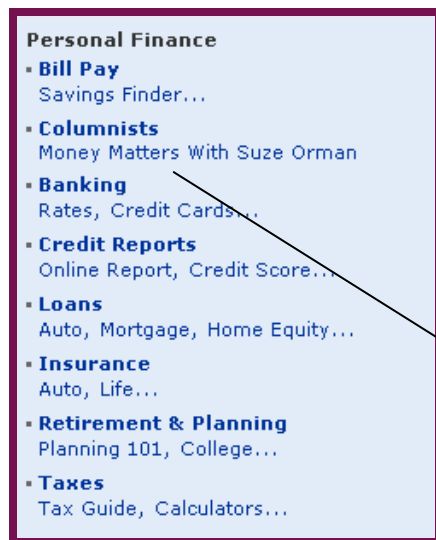 Personal Finance
▪ Bill Pay
Savings Finder...
▪ Columnists
Money Matters With Suze Orman
▪ Banking
Rates, Credit Cards...
▪ Credit Reports
Online Report, Credit Score...
▪ Loans
Auto, Mortgage, Home Equity...
▪ Insurance
Auto, Life...
▪ Retirement & Planning
Planning 101, College...
▪ Taxes
Tax Guide, Calculators...